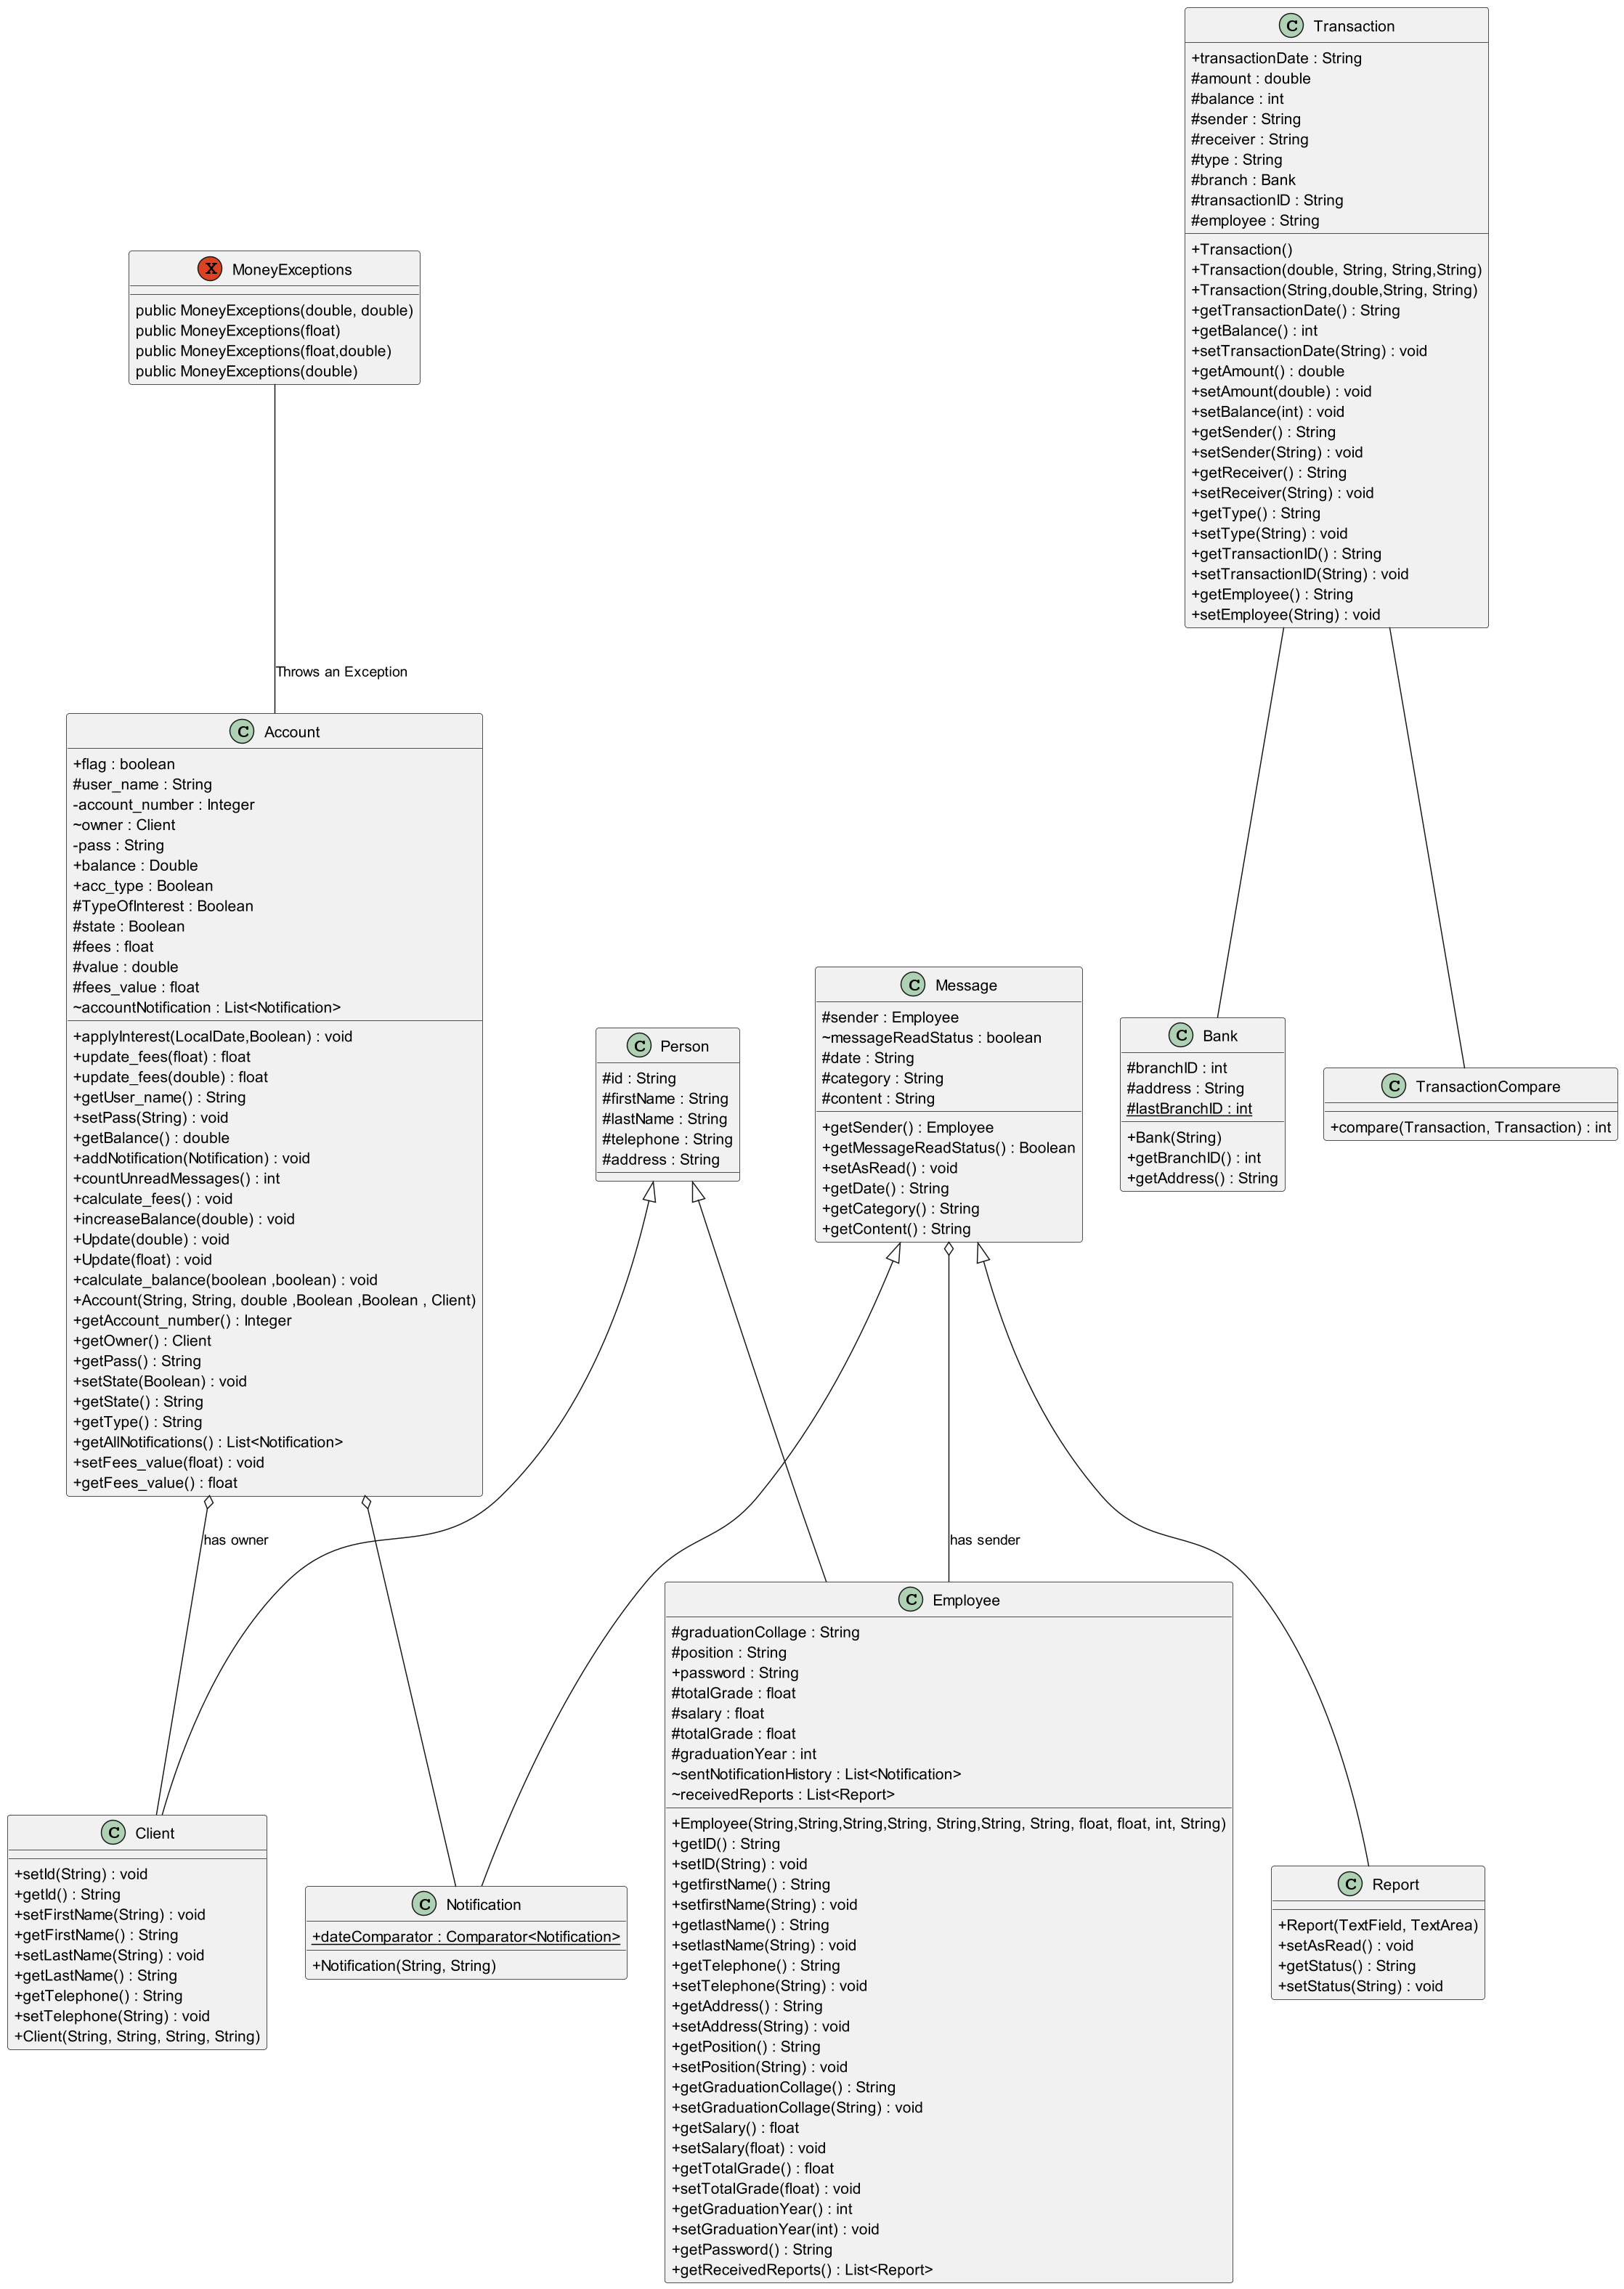 C Transaction
+transactionDate : String
#amount : double
#balance : int
#sender : String
#receiver : String
#type : String
#branch : Bank
#transactionID : String
#employee : String
+Transaction()
+Transaction(double, String, String,String)
+Transaction(String,double,String, String)
+getTransactionDate() : String
+getBalance() : int
+setTransactionDate(String) : void
+getAmount() : double
+setAmount(double) : void
+setBalance(int) : void
+getSender() : String
+setSender(String) : void
+getReceiver() : String
+setReceiver(String) : void
+getType() : String
+setType(String) : void
+getTransactionID() : String
+setTransactionID(String) : void
+getEmployee() : String
+setEmployee(String) : void
X MoneyExceptions
public MoneyExceptions(double, double)
public MoneyExceptions(float)
public MoneyExceptions(float,double)
public MoneyExceptions(double)
Throws an Exception
C Account
+flag : boolean
#user_name : String
-account_number : Integer
~owner : Client
-pass : String
+balance : Double
+acc_type : Boolean
#TypeOfInterest : Boolean
#state : Boolean
#fees : float
#value : double
#fees_value : float
~accountNotification : List<Notification>
+applyInterest(LocalDate,Boolean) : void
+update_fees(float) : float
+update_fees(double) : float
+getUser_name() : String
+setPass(String) : void
+getBalance() : double
+addNotification(Notification) : void
+countUnreadMessages() : int
+calculate_fees() : void
+increaseBalance(double) : void
+Update(double) : void
+Update(float) : void
+calculate_balance(boolean ,boolean) : void
+Account(String, String, double ,Boolean ,Boolean , Client)
+getAccount_number() : Integer
+getOwner() : Client
+getPass() : String
+setState(Boolean) : void
+getState() : String
+getType() : String
+getAllNotifications() : List<Notification>
+setFees_value(float) : void
+getFees_value() : float
C Person
#id : String
#firstName : String
#lastName : String
#telephone : String
#address : String
C Message
#sender : Employee
~messageReadStatus : boolean
#date : String
#category : String
#content : String
+getSender() : Employee
+getMessageReadStatus() : Boolean
+setAsRead() : void
+getDate() : String
+getCategory() : String
+getContent() : String
C Bank
#branchID : int
#address : String
#lastBranchID : int
+Bank(String)
+getBranchID() : int
+getAddress() : String
C TransactionCompare
+compare(Transaction, Transaction) : int
has owner
has sender
C Client
+setId(String) : void
+getId() : String
+setFirstName(String) : void
+getFirstName() : String
+setLastName(String) : void
+getLastName() : String
+getTelephone() : String
+setTelephone(String) : void
+Client(String, String, String, String)
C Notification
+dateComparator : Comparator<Notification>
+Notification(String, String)
C Employee
#graduationCollage : String
#position : String
+password : String
#totalGrade : float
#salary : float
#totalGrade : float
#graduationYear : int
~sentNotificationHistory : List<Notification>
~receivedReports : List<Report>
+Employee(String,String,String,String, String,String, String, float, float, int, String)
+getID() : String
+setID(String) : void
+getfirstName() : String
+setfirstName(String) : void
+getlastName() : String
+setlastName(String) : void
+getTelephone() : String
+setTelephone(String) : void
+getAddress() : String
+setAddress(String) : void
+getPosition() : String
+setPosition(String) : void
+getGraduationCollage() : String
+setGraduationCollage(String) : void
+getSalary() : float
+setSalary(float) : void
+getTotalGrade() : float
+setTotalGrade(float) : void
+getGraduationYear() : int
+setGraduationYear(int) : void
+getPassword() : String
+getReceivedReports() : List<Report>
C Report
+Report(TextField, TextArea)
+setAsRead() : void
+getStatus() : String
+setStatus(String) : void